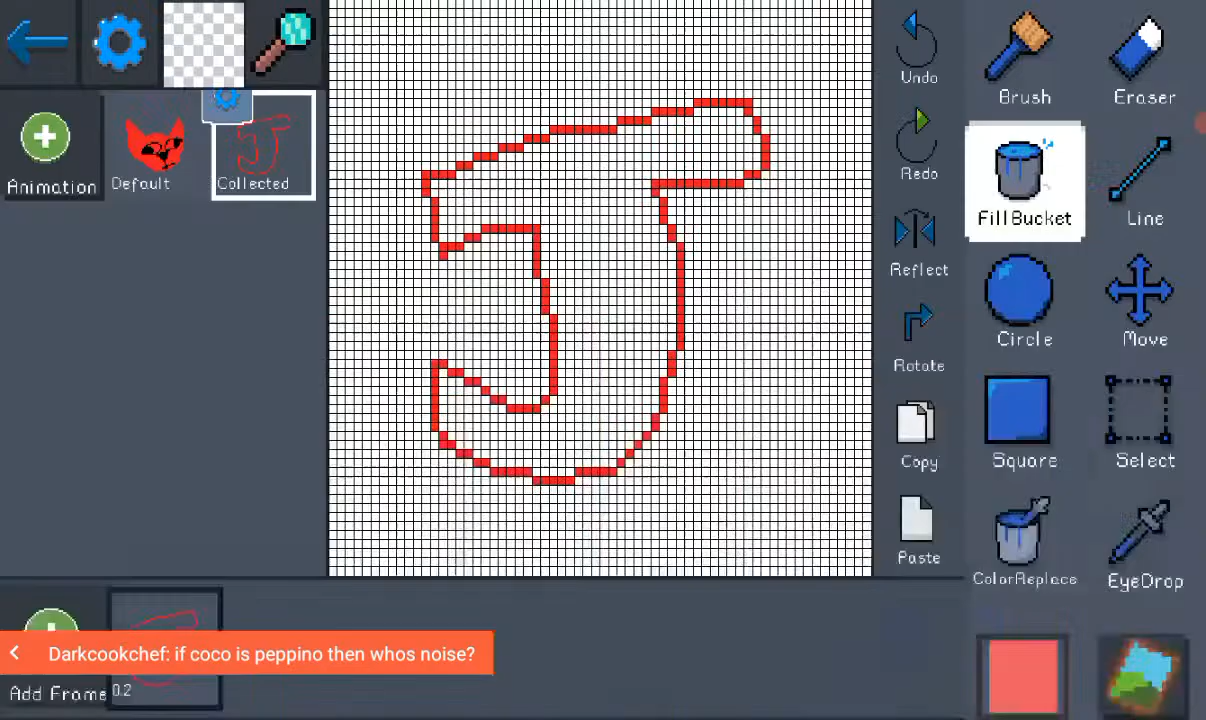 Animation
Default
Collected
J
Undo
Redo
Reflect
Rotate
Copy
Paste
Brush
Eraser
Fill Bucket
Line
Circle
Move
Square
Select
ColorReplace
EyeDrop
Darkcookchef: if coco is peppino then whos noise?
Add Frame
0.2